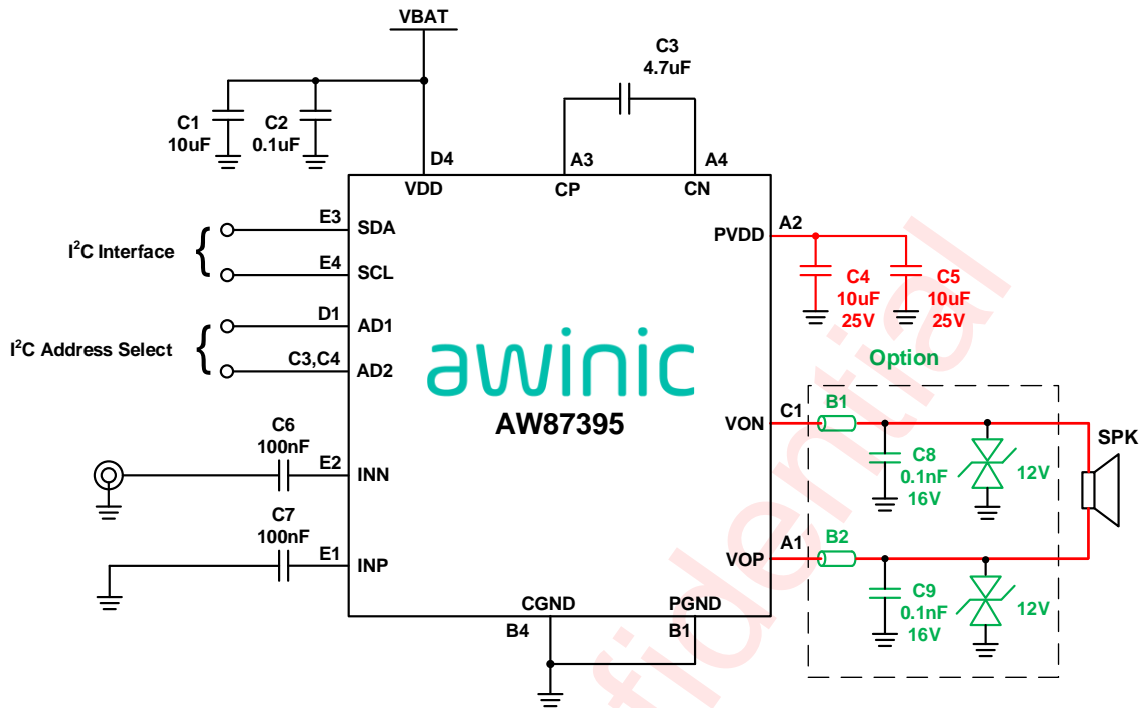 VBAT
C1
10uF
C2
0.1uF
C3
4.7uF
D4
A3
A4
VDD
CP
CN
I²C Interface
E3
SDA
E4
SCL
PVDD
A2
C4
10uF
25V
C5
10uF
25V
I²C Address Select
D1
AD1
C3,C4
AD2
awinic
AW87395
Option
C6
100nF
E2
INN
C7
100nF
E1
INP
VON
C1
B1
C8
0.1nF
16V
12V
SPK
VOP
A1
B2
C9
0.1nF
16V
12V
CGND
PGND
B4
B1